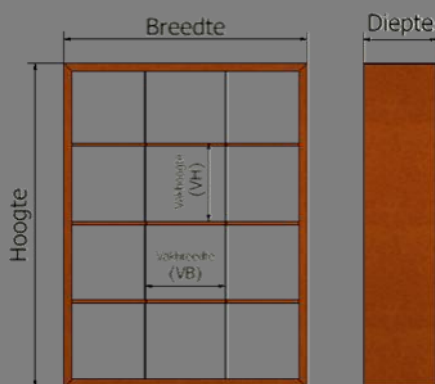 Breedte
Diepte
Hoogte
Vakhoogte
(VH)
Vakbreedte
(VB)